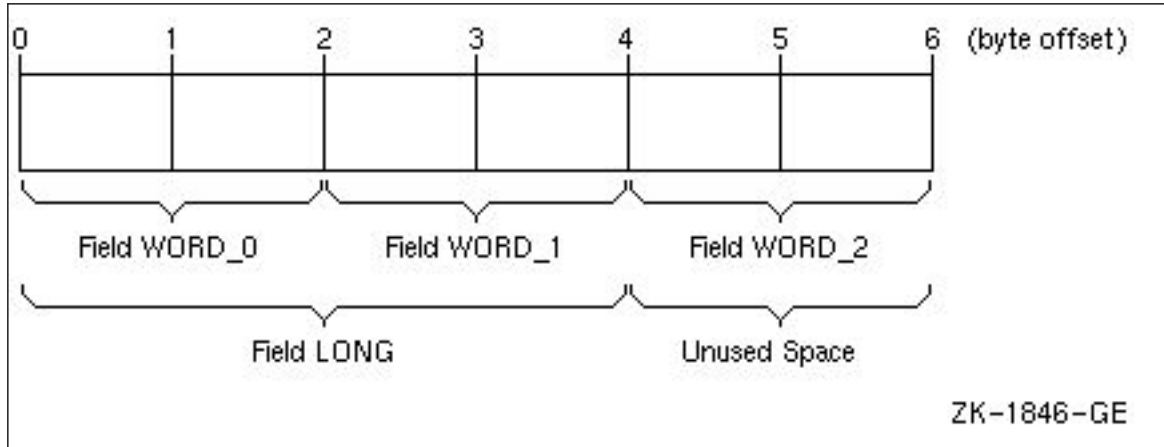 0 1 2 3 4 5 6 (byte offset)
Field WORD_0 Field WORD_1 Field WORD_2
Field LONG Unused Space
ZK-1846-GE